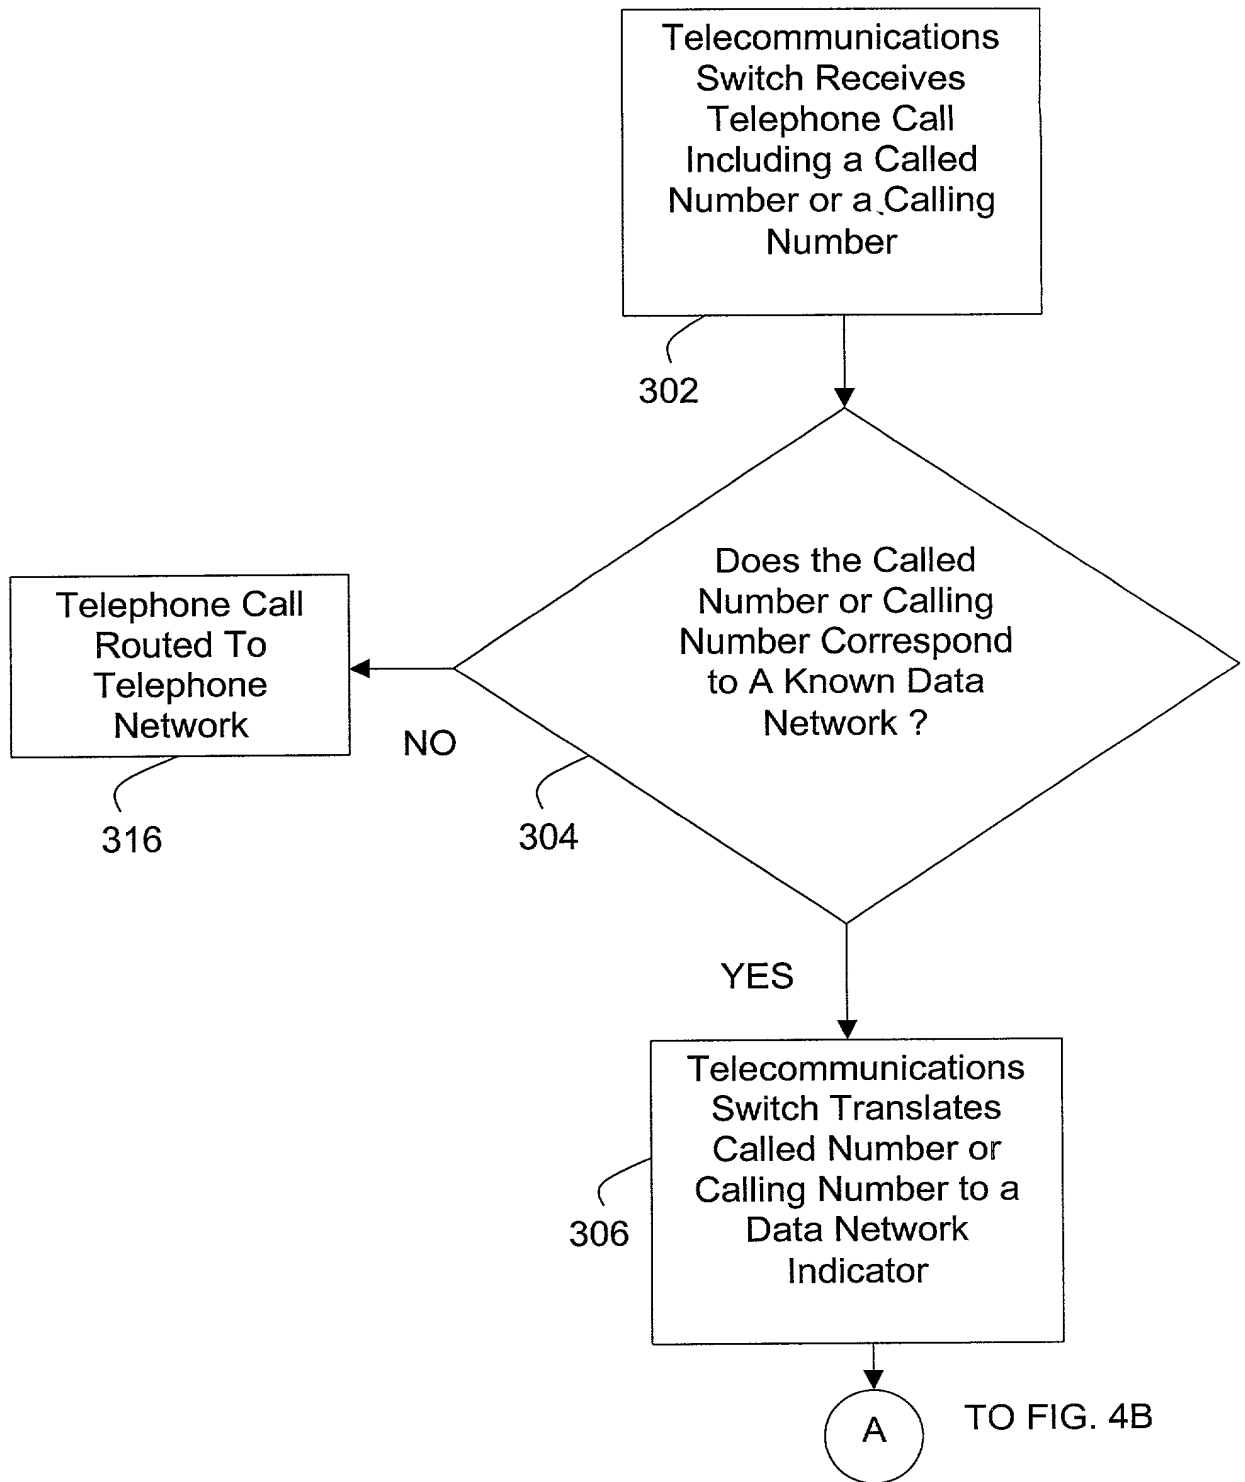 Telecommunications
Switch Receives
Telephone Call
Including a Called
Number or a Calling
Number
302
Does the Called
Number or Calling
Number Correspond
to A Known Data
Network ?
Telephone Call
Routed To
Telephone
Network
NO
316
304
YES
Telecommunications
Switch Translates
Called Number or
Calling Number to a
Data Network
Indicator
306
A
TO FIG. 4B